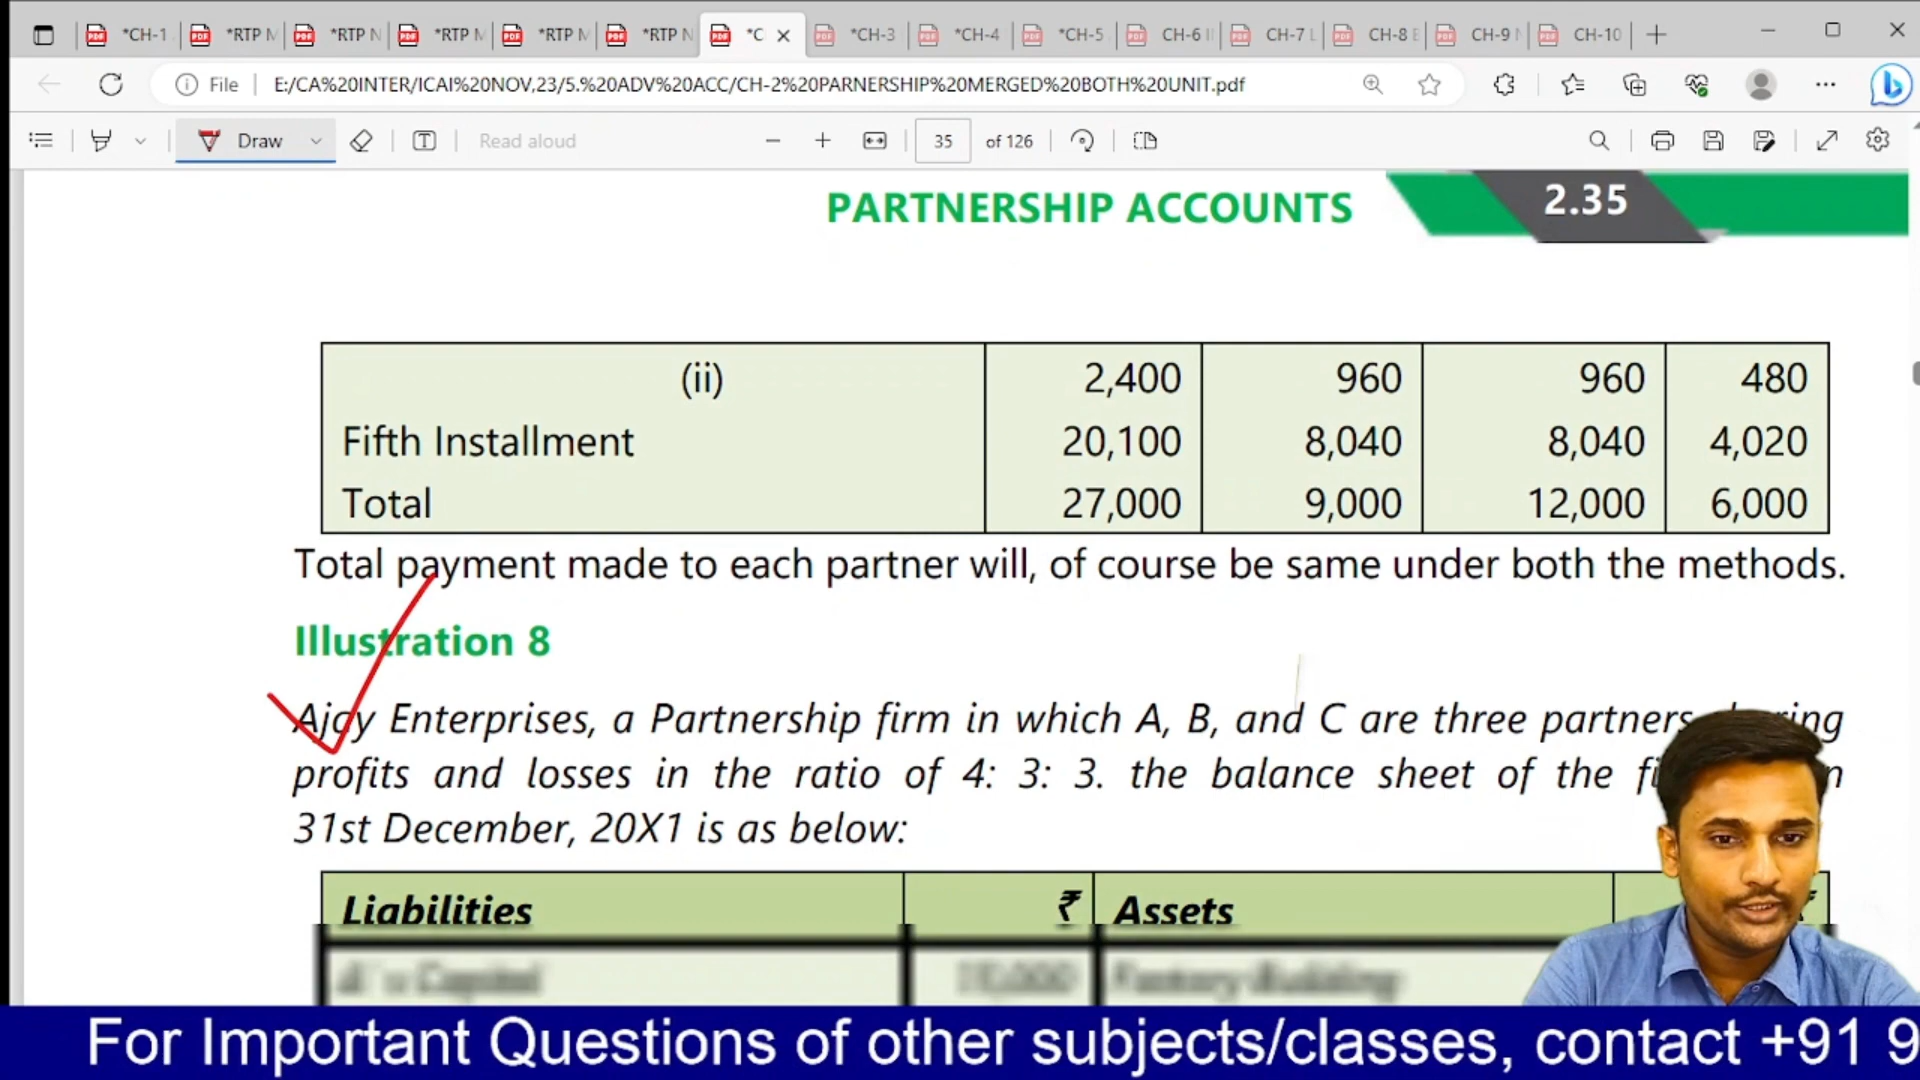 *CH-1 *RTP M *RTP N *RTP M *RTP M *RTP N *C *CH-3 *CH-4 *CH-5 CH-6 I CH-7 L CH-8 E CH-9 N CH-10
File E:/CA%20INTER/ICAI%20NOV,23/5.%20ADV%20ACC/CH-2%20PARNERSHIP%20MERGED%20BOTH%20UNIT.pdf
Draw Read aloud 35 of 126
PARTNERSHIP ACCOUNTS 2.35
(ii) 2,400 960 960 480
Fifth Installment 20,100 8,040 8,040 4,020
Total 27,000 9,000 12,000 6,000
Total payment made to each partner will, of course be same under both the methods.
Illustration 8
Ajay Enterprises, a Partnership firm in which A, B, and C are three partners
profits and losses in the ratio of 4: 3: 3. the balance sheet of the
31st December, 20X1 is as below:
Liabilities ₹ Assets
Factory Building
For Important Questions of other subjects/classes, contact +91 9